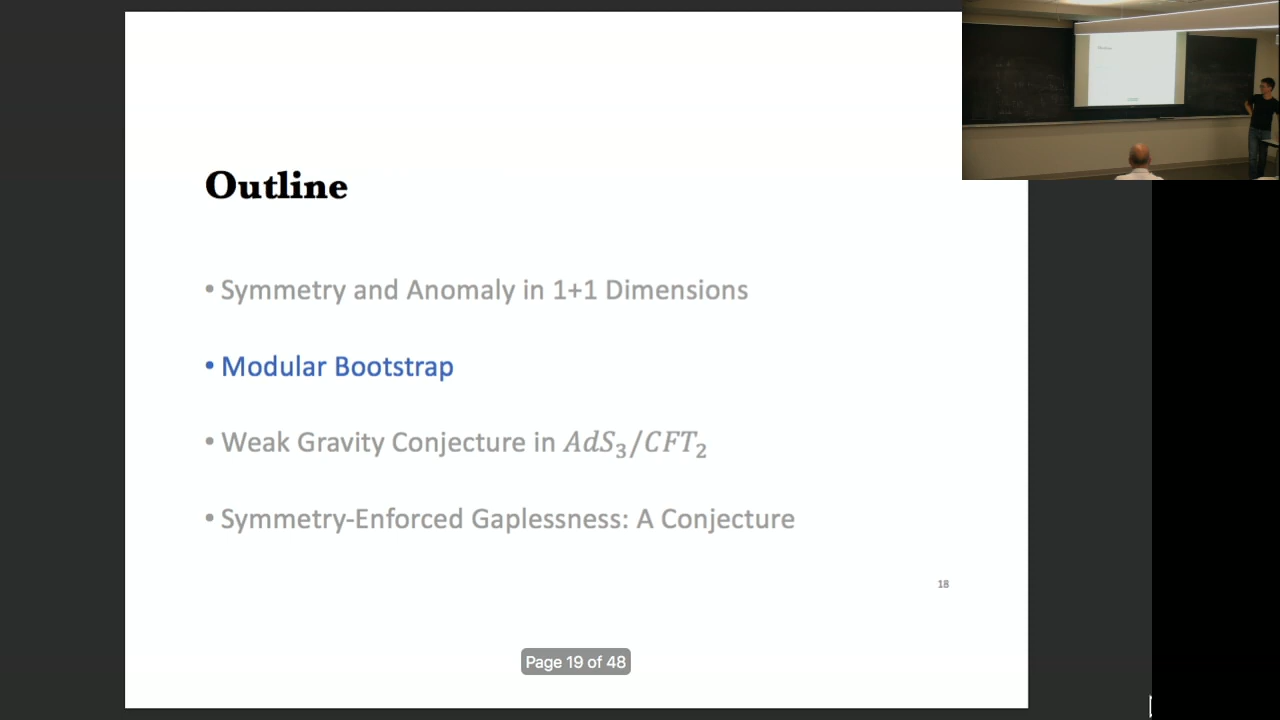 Outline
• Symmetry and Anomaly in 1+1 Dimensions
• Modular Bootstrap
• Weak Gravity Conjecture in AdS₃/CFT₂
• Symmetry-Enforced Gaplessness: A Conjecture
18
Page 19 of 48